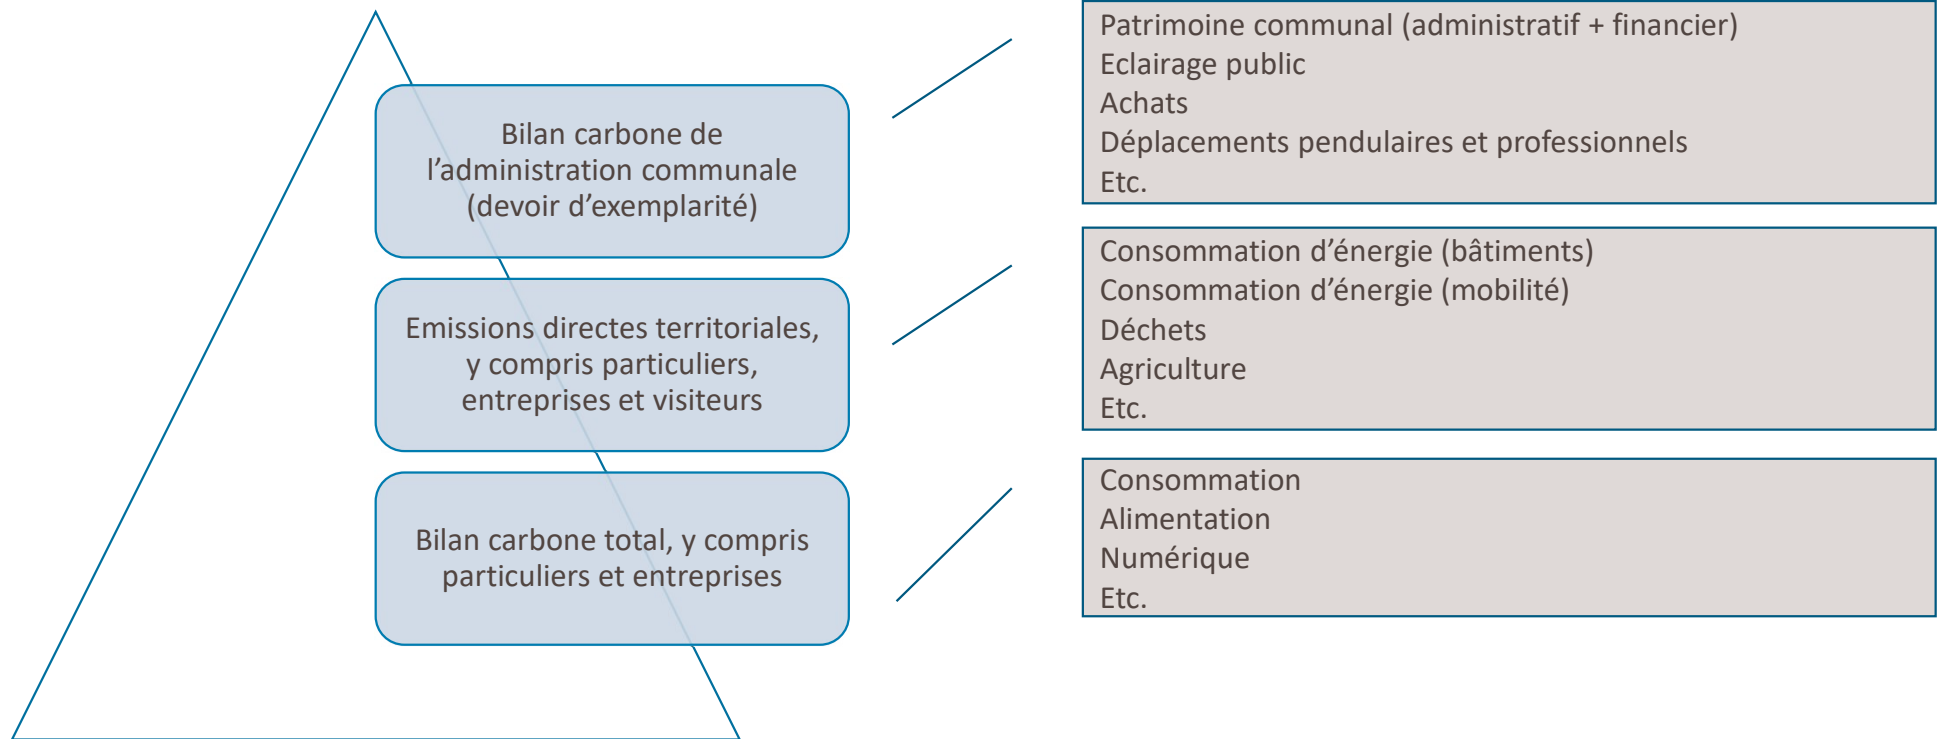 Bilan carbone de
l’administration communale
(devoir d’exemplarité)
Patrimoine communal (administratif + financier)
Eclairage public
Achats
Déplacements pendulaires et professionnels
Etc.
Emissions directes territoriales,
y compris particuliers,
entreprises et visiteurs
Consommation d’énergie (bâtiments)
Consommation d’énergie (mobilité)
Déchets
Agriculture
Etc.
Bilan carbone total, y compris
particuliers et entreprises
Consommation
Alimentation
Numérique
Etc.